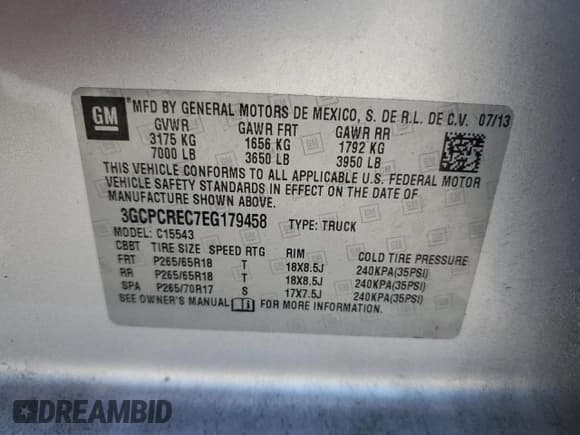 GM
MFD BY GENERAL MOTORS DE MEXICO, S. DE R.L. DE C.V. 07/13
GVWR GAWR FRT GAWR RR
3175 KG 1656 KG 1792 KG
7000 LB 3650 LB 3950 LB
THIS VEHICLE CONFORMS TO ALL APPLICABLE U.S. FEDERAL MOTOR
VEHICLE SAFETY STANDARDS IN EFFECT ON THE DATE OF
MANUFACTURE SHOWN ABOVE.
3GCPCREC7EG179458 TYPE: TRUCK
MODEL: C15543
CBBT TIRE SIZE SPEED RTG RIM COLD TIRE PRESSURE
FRT P265/65R18 T 18X8.5J 240KPA(35PSI)
RR P265/65R18 T 18X8.5J 240KPA(35PSI)
SPA P265/70R17 S 17X7.5J 240KPA(35PSI)
SEE OWNER'S MANUAL FOR MORE INFORMATION.
DREAMBID